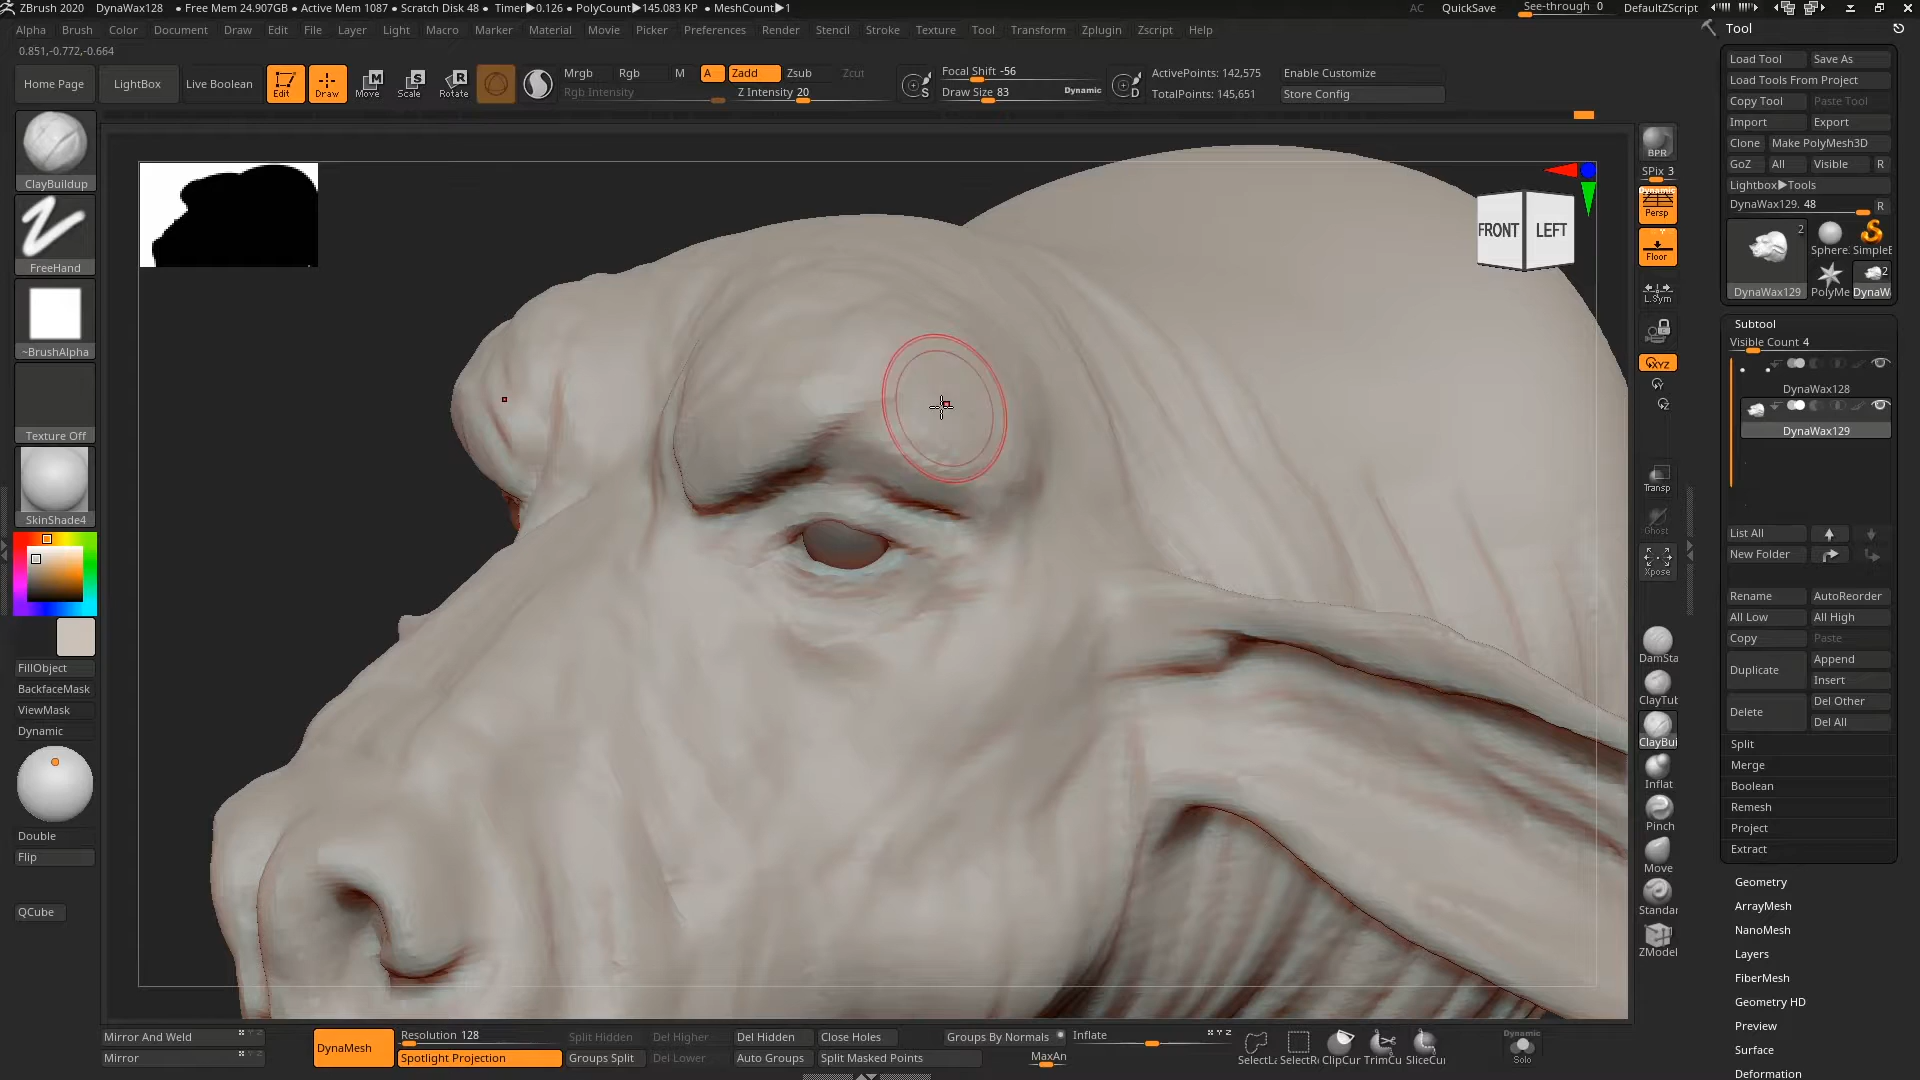 ZBrush 2020 DynaWax128 • Free Mem 24.907GB • Active Mem 1087 • Scratch Disk 48 • Timer▶0.126 • PolyCount▶145.083 KP • MeshCount▶1
AC QuickSave See-through 0 DefaultZScript
Alpha Brush Color Document Draw Edit File Layer Light Macro Marker Material Movie Picker Preferences Render Stencil Stroke Texture Tool Transform Zplugin Zscript Help
0.851,-0.772,-0.664
Home Page LightBox Live Boolean Edit Draw Move Scale Rotate
Mrgb Rgb M A Zadd Zsub Zcut
Rgb Intensity Z Intensity 20
Focal Shift -56
Draw Size 83 Dynamic
ActivePoints: 142,575
TotalPoints: 145,651
Enable Customize
Store Config
ClayBuildup
FreeHand
~BrushAlpha
Texture Off
SkinShade4
FillObject
BackfaceMask
ViewMask
Dynamic
Double
Flip
QCube
FRONT LEFT
BPR
SPix 3
Dynamic
Persp
Floor
L.Sym
XYZ
Y
Z
Transp
Ghost
Xpose
DamSta
ClayTub
ClayBui
Inflat
Pinch
Move
Standar
ZModel
Tool
Load Tool Save As
Load Tools From Project
Copy Tool Paste Tool
Import Export
Clone Make PolyMesh3D
GoZ All Visible R
Lightbox▶Tools
DynaWax129. 48 R
2
Sphere SimpleB
2
DynaWax129 PolyMe DynaW
Subtool
Visible Count 4
DynaWax128
DynaWax129
List All
New Folder
Rename AutoReorder
All Low All High
Copy Paste
Duplicate Append
Insert
Delete Del Other
Del All
Split
Merge
Boolean
Remesh
Project
Extract
Geometry
ArrayMesh
NanoMesh
Layers
FiberMesh
Geometry HD
Preview
Surface
Deformation
Mirror And Weld
Mirror
DynaMesh
Resolution 128
Spotlight Projection
Split Hidden Del Higher Del Hidden Close Holes Groups By Normals Inflate
Groups Split Del Lower Auto Groups Split Masked Points MaxAn
SelectLa SelectRe ClipCur TrimCu SliceCur
Dynamic
Solo